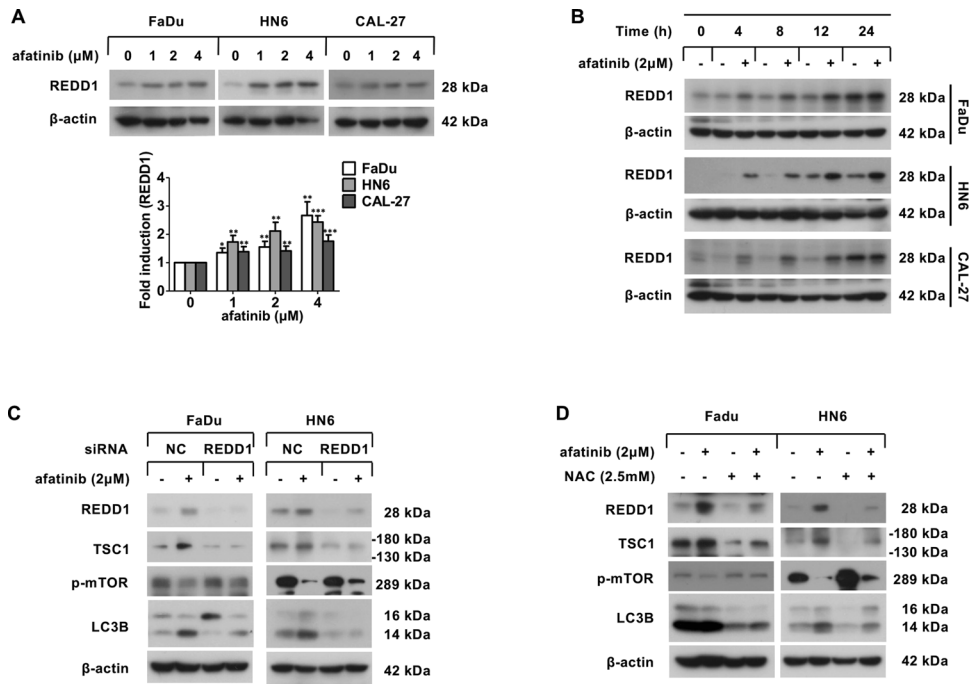 A
FaDu HN6 CAL-27
afatinib (μM) 0 1 2 4 0 1 2 4 0 1 2 4
REDD1 28 kDa
β-actin 42 kDa
Fold induction (REDD1)
4
3
2
1
0
FaDu
HN6
CAL-27
* ** **
** ** **
** *** ***
0 1 2 4
afatinib (μM)
B
Time (h) 0 4 8 12 24
afatinib (2μM) - - + - + - + - +
REDD1 28 kDa
β-actin 42 kDa
FaDu
REDD1 28 kDa
β-actin 42 kDa
HN6
REDD1 28 kDa
β-actin 42 kDa
CAL-27
C
FaDu HN6
siRNA NC REDD1 NC REDD1
afatinib (2μM) - + - + - + - +
REDD1 28 kDa
TSC1 -180 kDa
-130 kDa
p-mTOR 289 kDa
LC3B 16 kDa
14 kDa
β-actin 42 kDa
D
Fadu HN6
afatinib (2μM) - + - + - + - +
NAC (2.5mM) - - + + - - + +
REDD1 28 kDa
TSC1 -180 kDa
-130 kDa
p-mTOR 289 kDa
LC3B 16 kDa
14 kDa
β-actin 42 kDa